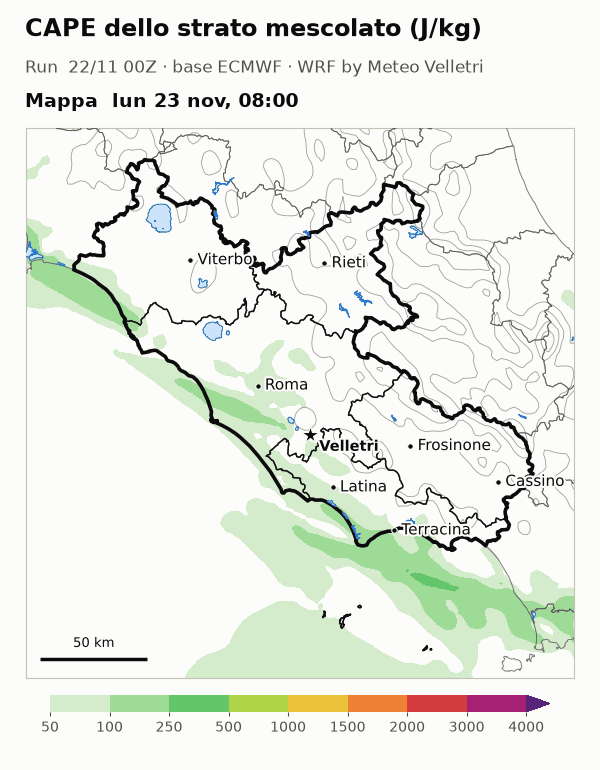 CAPE dello strato mescolato (J/kg)
Run  22/11 00Z · base ECMWF · WRF by Meteo Velletri
Mappa  lun 23 nov, 08:00
Viterbo
Rieti
Roma
Velletri
Frosinone
Cassino
Latina
Terracina
50 km
50 100 250 500 1000 1500 2000 3000 4000